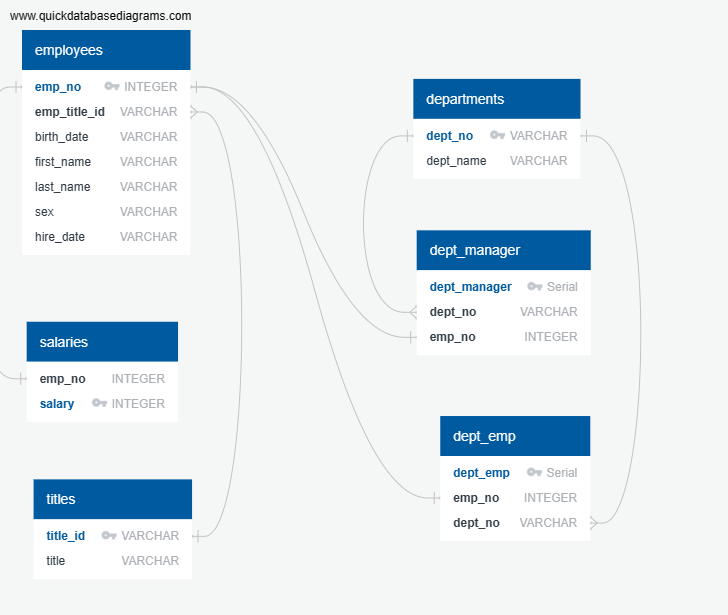 www.quickdatabasediagrams.com
employees
emp_no INTEGER
emp_title_id VARCHAR
birth_date VARCHAR
first_name VARCHAR
last_name VARCHAR
sex VARCHAR
hire_date VARCHAR
departments
dept_no VARCHAR
dept_name VARCHAR
dept_manager
dept_manager Serial
dept_no VARCHAR
emp_no INTEGER
salaries
emp_no INTEGER
salary INTEGER
dept_emp
dept_emp Serial
emp_no INTEGER
dept_no VARCHAR
titles
title_id VARCHAR
title VARCHAR